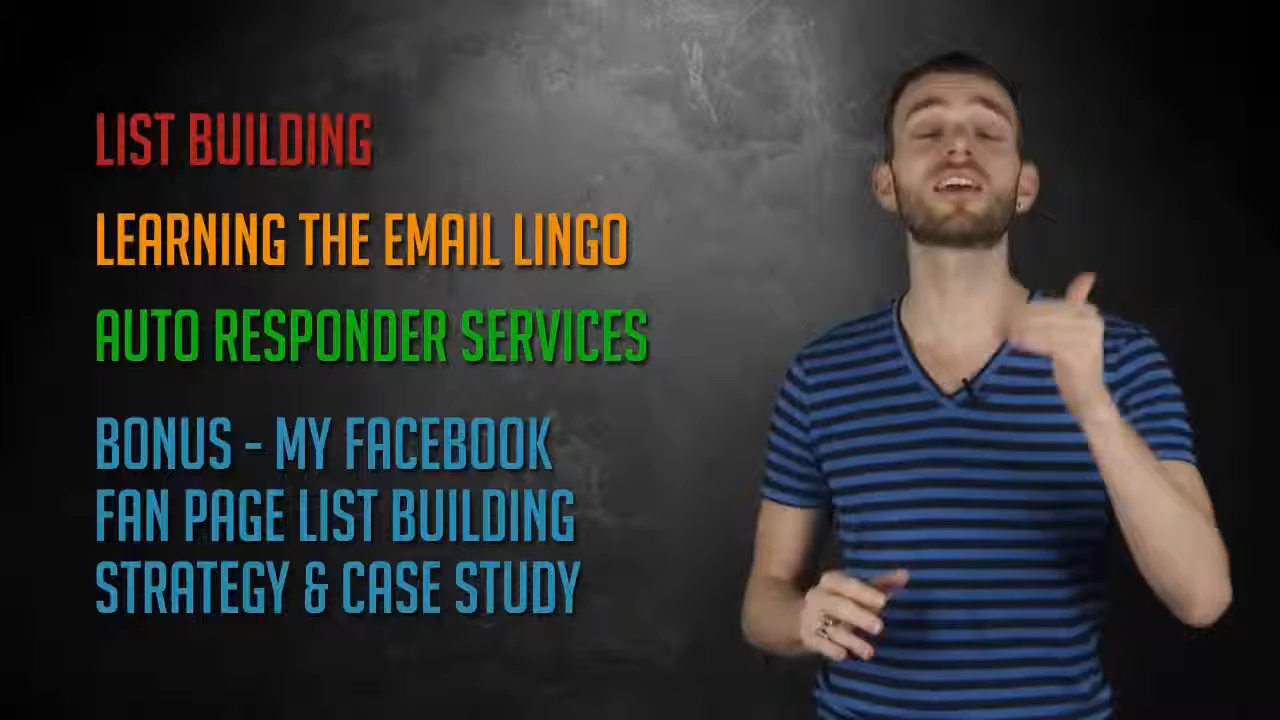 LIST BUILDING
LEARNING THE EMAIL LINGO
AUTO RESPONDER SERVICES
BONUS - MY FACEBOOK
FAN PAGE LIST BUILDING
STRATEGY & CASE STUDY